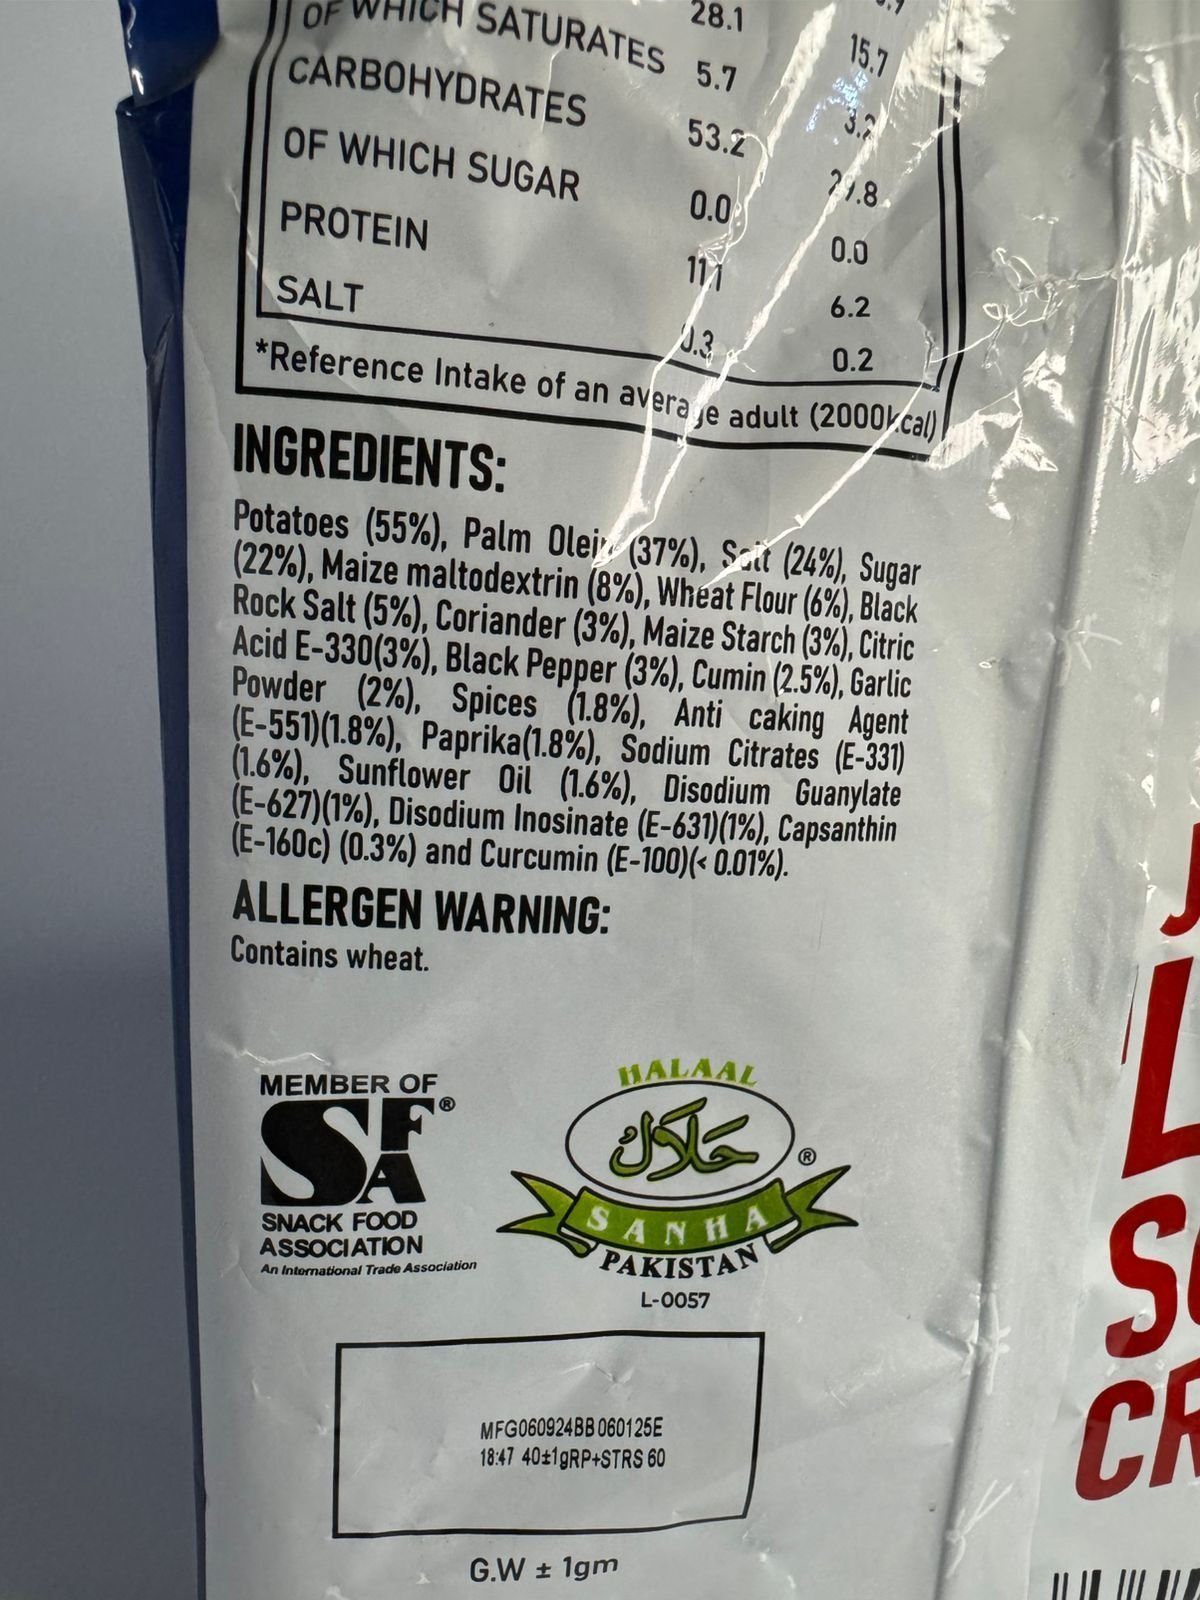 OF WHICH SATURATES 28.1 15.7
CARBOHYDRATES 5.7 3.2
OF WHICH SUGAR 53.2 29.8
PROTEIN 0.0 0.0
SALT 11.1 6.2
0.3 0.2
*Reference Intake of an average adult (2000kcal)
INGREDIENTS:
Potatoes (55%), Palm Olein (37%), Salt (24%), Sugar
(22%), Maize maltodextrin (8%), Wheat Flour (6%), Black
Rock Salt (5%), Coriander (3%), Maize Starch (3%), Citric
Acid E-330(3%), Black Pepper (3%), Cumin (2.5%), Garlic
Powder (2%), Spices (1.8%), Anti caking Agent
(E-551)(1.8%), Paprika(1.8%), Sodium Citrates (E-331)
(1.6%), Sunflower Oil (1.6%), Disodium Guanylate
(E-627)(1%), Disodium Inosinate (E-631)(1%), Capsanthin
(E-160c) (0.3%) and Curcumin (E-100)(< 0.01%).
ALLERGEN WARNING:
Contains wheat.
MEMBER OF
SFA®
SNACK FOOD
ASSOCIATION
An International Trade Association
HALAAL
حلال
®
SANHA
PAKISTAN
L-0057
MFG060924BB060125E
18:47 40±1gRP+STRS 60
G.W ± 1gm